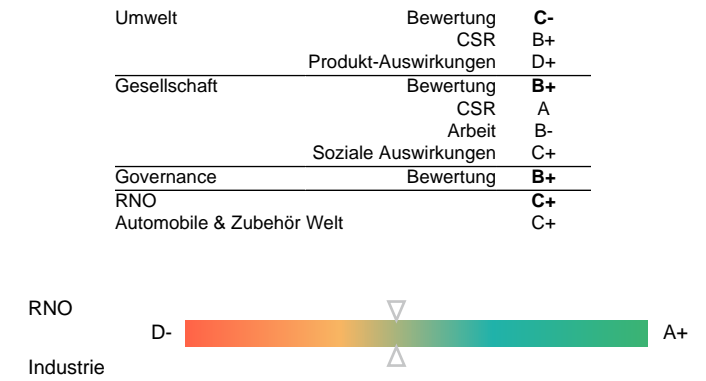 Umwelt Bewertung C-
CSR B+
Produkt-Auswirkungen D+
Gesellschaft Bewertung B+
CSR A
Arbeit B-
Soziale Auswirkungen C+
Governance Bewertung B+
RNO C+
Automobile & Zubehör Welt C+
RNO
D- A+
Industrie